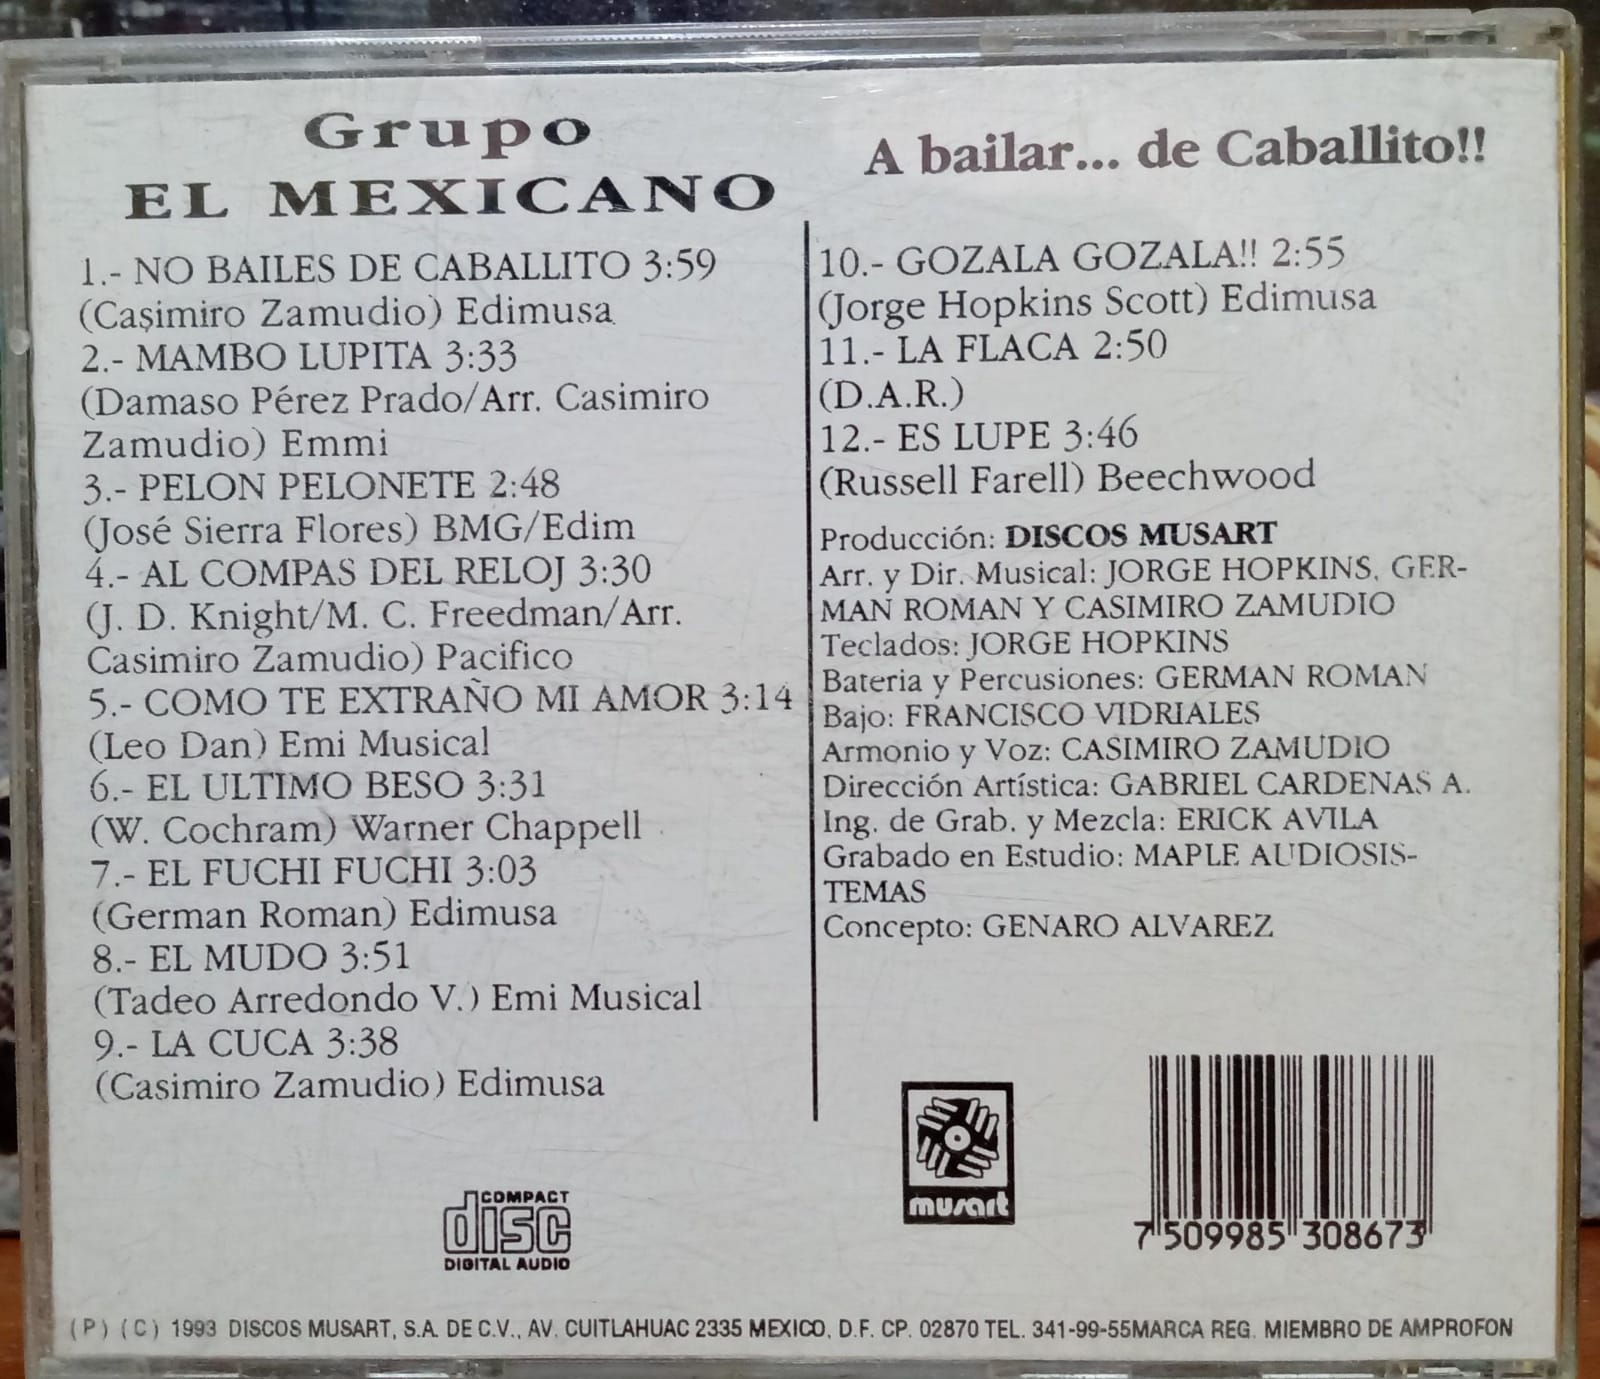 Grupo
EL MEXICANO
1.- NO BAILES DE CABALLITO 3:59
(Casimiro Zamudio) Edimusa
2.- MAMBO LUPITA 3:33
(Damaso Pérez Prado/Arr. Casimiro
Zamudio) Emmi
3.- PELON PELONETE 2:48
(José Sierra Flores) BMG/Edim
4.- AL COMPAS DEL RELOJ 3:30
(J. D. Knight/M. C. Freedman/Arr.
Casimiro Zamudio) Pacifico
5.- COMO TE EXTRAÑO MI AMOR 3:14
(Leo Dan) Emi Musical
6.- EL ULTIMO BESO 3:31
(W. Cochram) Warner Chappell
7.- EL FUCHI FUCHI 3:03
(German Roman) Edimusa
8.- EL MUDO 3:51
(Tadeo Arredondo V.) Emi Musical
9.- LA CUCA 3:38
(Casimiro Zamudio) Edimusa
A bailar... de Caballito!!
10.- GOZALA GOZALA!! 2:55
(Jorge Hopkins Scott) Edimusa
11.- LA FLACA 2:50
(D.A.R.)
12.- ES LUPE 3:46
(Russell Farell) Beechwood
Producción: DISCOS MUSART
Arr. y Dir. Musical: JORGE HOPKINS, GER-
MAN ROMAN Y CASIMIRO ZAMUDIO
Teclados: JORGE HOPKINS
Bateria y Percusiones: GERMAN ROMAN
Bajo: FRANCISCO VIDRIALES
Armonio y Voz: CASIMIRO ZAMUDIO
Dirección Artística: GABRIEL CARDENAS A.
Ing. de Grab. y Mezcla: ERICK AVILA
Grabado en Estudio: MAPLE AUDIOSIS-
TEMAS
Concepto: GENARO ALVAREZ
COMPACT
disc
DIGITAL AUDIO
musart
7 509985 308673
(P) (C) 1993 DISCOS MUSART, S.A. DE C.V., AV. CUITLAHUAC 2335 MEXICO, D.F. CP. 02870 TEL. 341-99-55MARCA REG. MIEMBRO DE AMPROFON